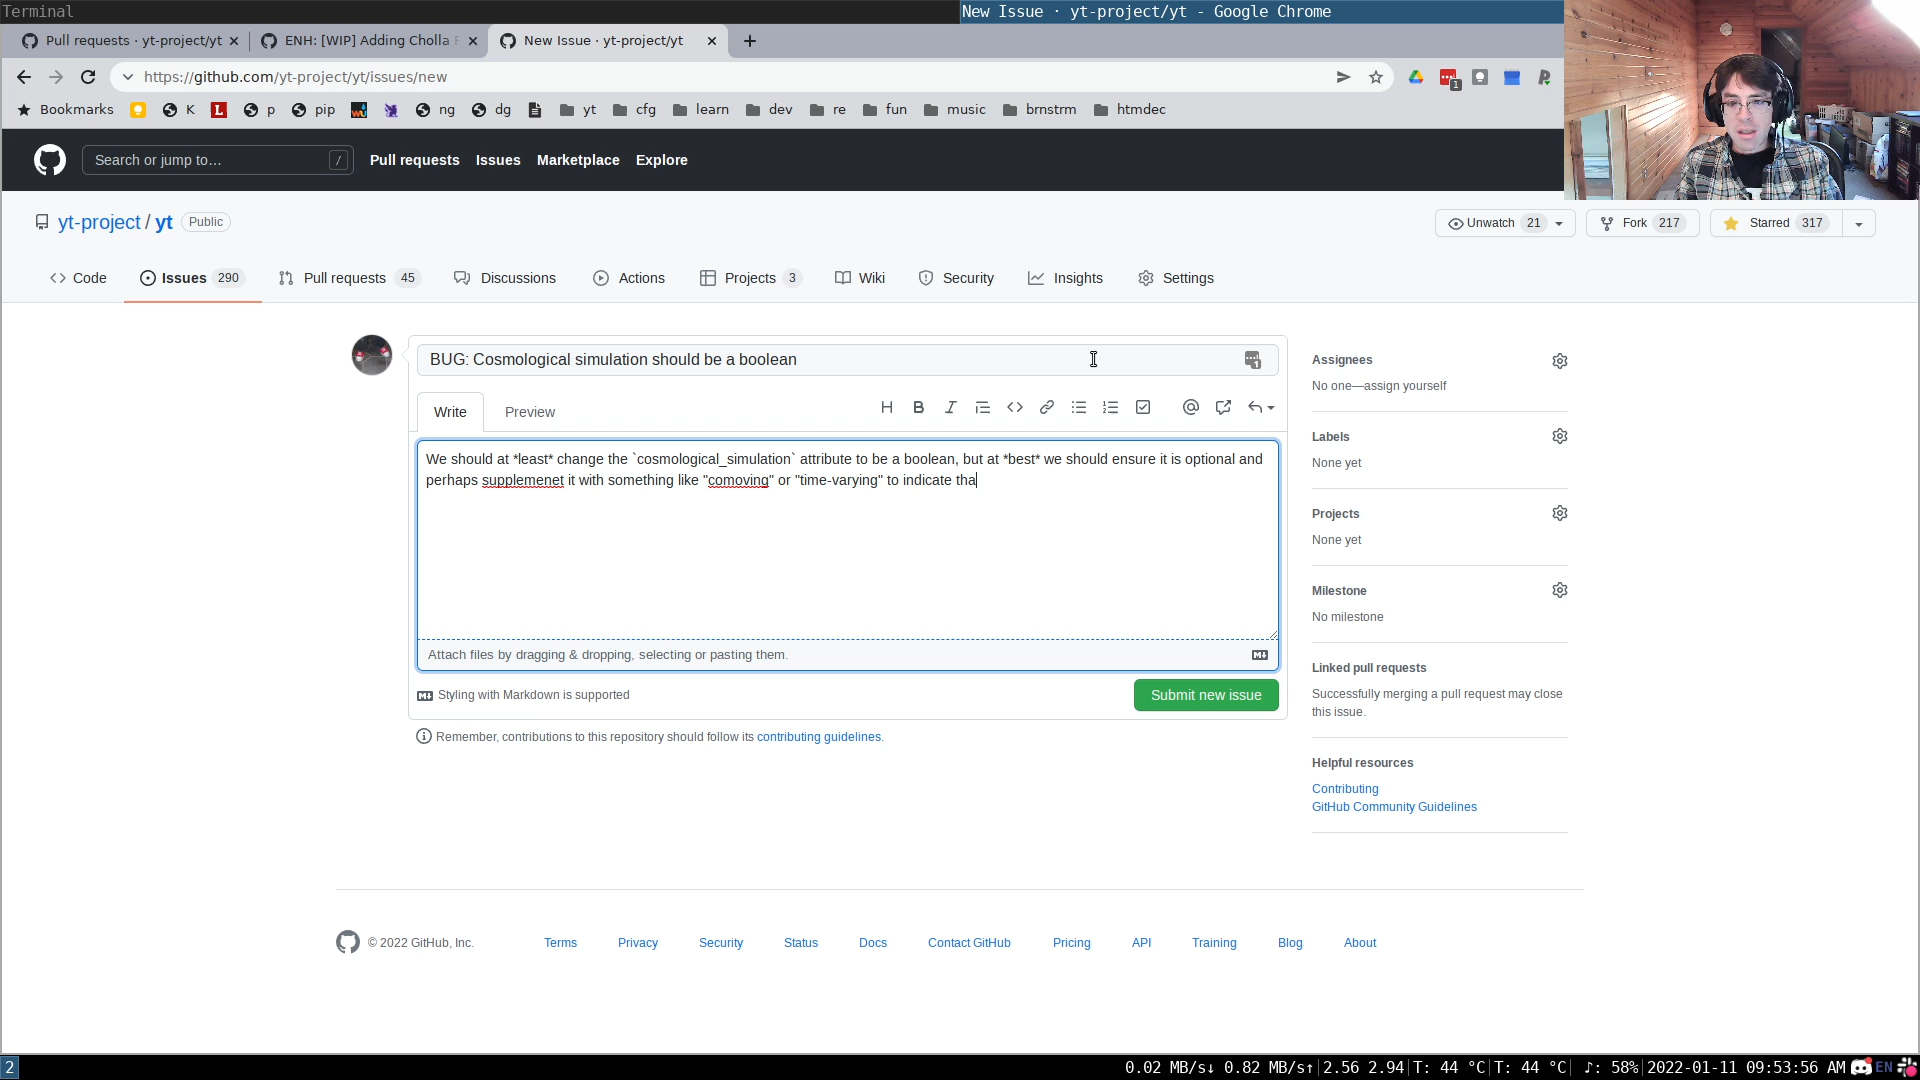 Terminal
New Issue · yt-project/yt - Google Chrome
Pull requests · yt-project/yt
ENH: [WIP] Adding Cholla F
New Issue · yt-project/yt
https://github.com/yt-project/yt/issues/new
1
Bookmarks K L p pip ng dg yt cfg learn dev re fun music brnstrm htmdec
Search or jump to… / Pull requests Issues Marketplace Explore
yt-project / yt Public
Unwatch 21 Fork 217 Starred 317
Code Issues 290 Pull requests 45 Discussions Actions Projects 3 Wiki Security Insights Settings
BUG: Cosmological simulation should be a boolean
Write Preview
We should at *least* change the `cosmological_simulation` attribute to be a boolean, but at *best* we should ensure it is optional and
perhaps supplemenet it with something like "comoving" or "time-varying" to indicate tha
Attach files by dragging & dropping, selecting or pasting them.
Styling with Markdown is supported
Submit new issue
Remember, contributions to this repository should follow its contributing guidelines.
Assignees
No one—assign yourself
Labels
None yet
Projects
None yet
Milestone
No milestone
Linked pull requests
Successfully merging a pull request may close
this issue.
Helpful resources
Contributing
GitHub Community Guidelines
© 2022 GitHub, Inc. Terms Privacy Security Status Docs Contact GitHub Pricing API Training Blog About
2
0.02 MB/s↓ 0.82 MB/s↑|2.56 2.94|T: 44 °C|T: 44 °C| ♪: 58%|2022-01-11 09:53:56 AM EN